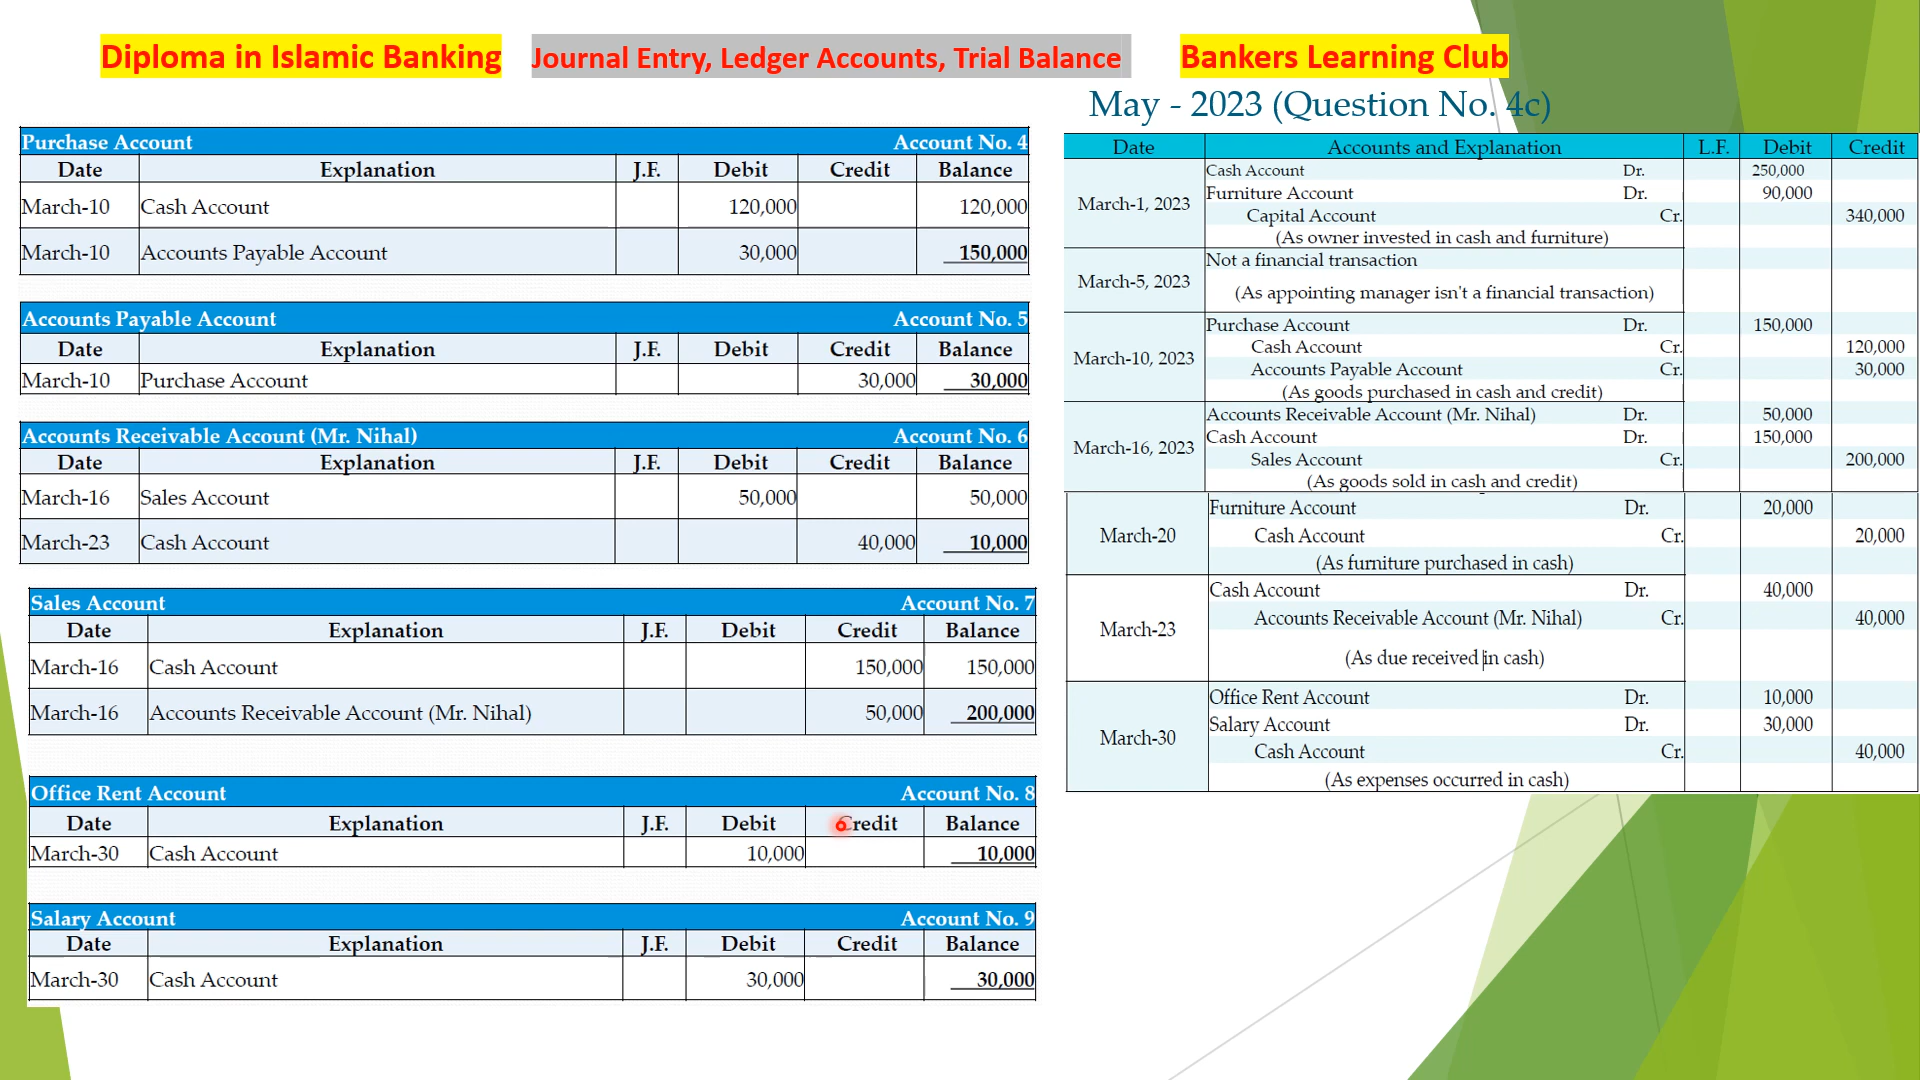 Diploma in Islamic Banking
Journal Entry, Ledger Accounts, Trial Balance
Bankers Learning Club
May - 2023 (Question No. 4c)
Purchase Account Account No. 4
Date Explanation J.F. Debit Credit Balance
March-10 Cash Account 120,000 120,000
March-10 Accounts Payable Account 30,000 150,000
Accounts Payable Account Account No. 5
Date Explanation J.F. Debit Credit Balance
March-10 Purchase Account 30,000 30,000
Accounts Receivable Account (Mr. Nihal) Account No. 6
Date Explanation J.F. Debit Credit Balance
March-16 Sales Account 50,000 50,000
March-23 Cash Account 40,000 10,000
Sales Account Account No. 7
Date Explanation J.F. Debit Credit Balance
March-16 Cash Account 150,000 150,000
March-16 Accounts Receivable Account (Mr. Nihal) 50,000 200,000
Office Rent Account Account No. 8
Date Explanation J.F. Debit Credit Balance
March-30 Cash Account 10,000 10,000
Salary Account Account No. 9
Date Explanation J.F. Debit Credit Balance
March-30 Cash Account 30,000 30,000
Date Accounts and Explanation L.F. Debit Credit
March-1, 2023
Cash Account Dr. 250,000
Furniture Account Dr. 90,000
Capital Account Cr. 340,000
(As owner invested in cash and furniture)
March-5, 2023
Not a financial transaction
(As appointing manager isn't a financial transaction)
March-10, 2023
Purchase Account Dr. 150,000
Cash Account Cr. 120,000
Accounts Payable Account Cr. 30,000
(As goods purchased in cash and credit)
March-16, 2023
Accounts Receivable Account (Mr. Nihal) Dr. 50,000
Cash Account Dr. 150,000
Sales Account Cr. 200,000
(As goods sold in cash and credit)
March-20
Furniture Account Dr. 20,000
Cash Account Cr. 20,000
(As furniture purchased in cash)
March-23
Cash Account Dr. 40,000
Accounts Receivable Account (Mr. Nihal) Cr. 40,000
(As due received in cash)
March-30
Office Rent Account Dr. 10,000
Salary Account Dr. 30,000
Cash Account Cr. 40,000
(As expenses occurred in cash)